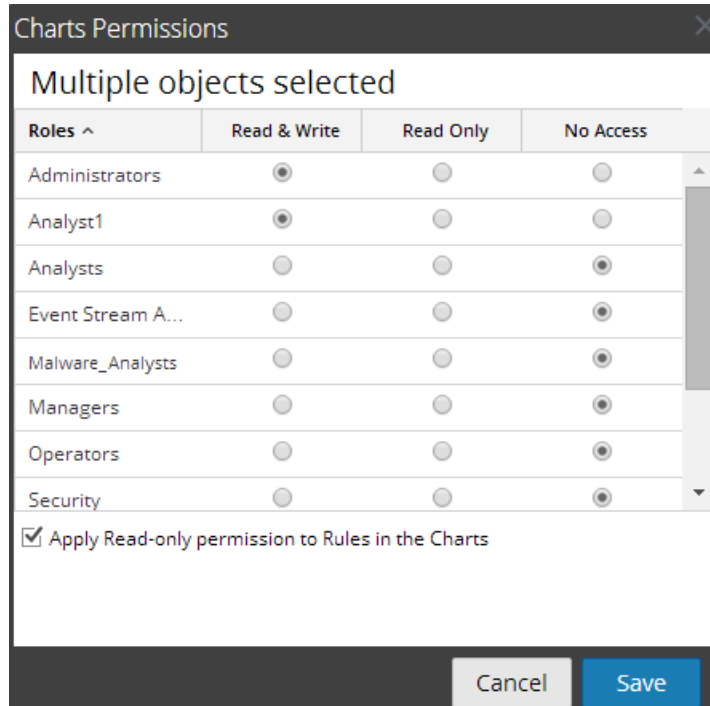 Charts Permissions
Multiple objects selected
Roles Read & Write Read Only No Access
Administrators
Analyst1
Analysts
Event Stream A...
Malware_Analysts
Managers
Operators
Security
Apply Read-only permission to Rules in the Charts
Cancel Save